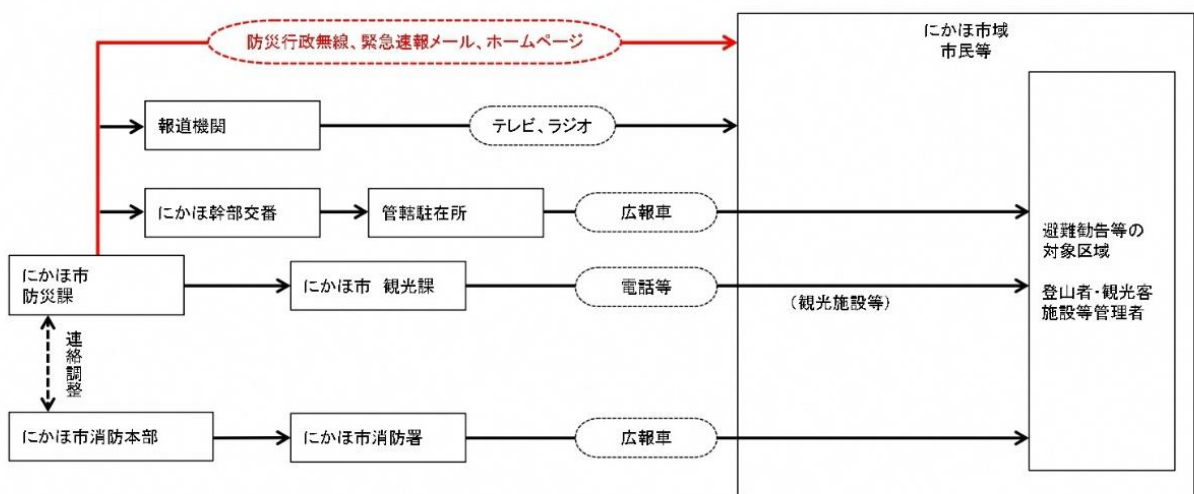 防災行政無線、緊急速報メール、ホームページ
にかほ市域
市民等
報道機関
テレビ、ラジオ
にかほ幹部交番
管轄駐在所
広報車
避難勧告等の
対象区域
登山者・観光客
施設等管理者
にかほ市
防災課
にかほ市 観光課
電話等
(観光施設等)
連絡調整
にかほ市消防本部
にかほ市消防署
広報車